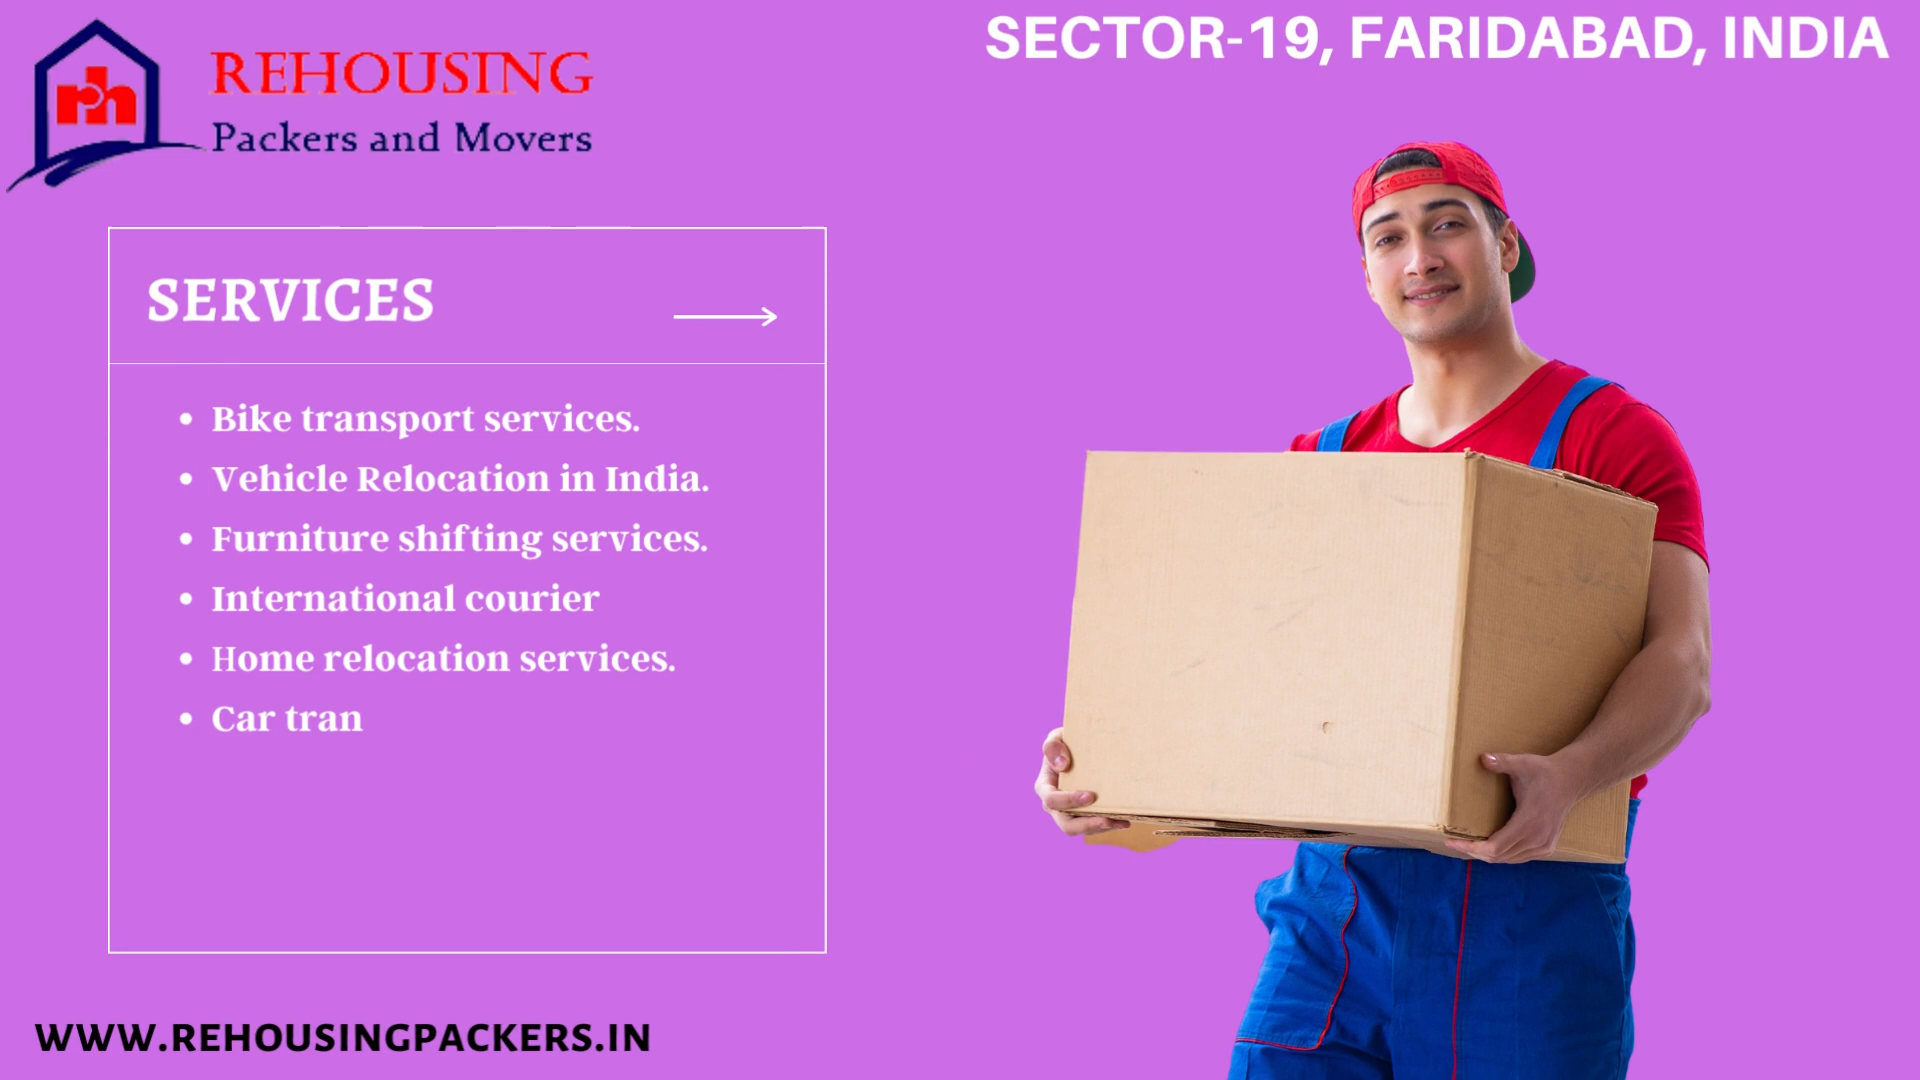 SECTOR-19, FARIDABAD, INDIA
rh
REHOUSING
Packers and Movers
SERVICES
• Bike transport services.
• Vehicle Relocation in India.
• Furniture shifting services.
• International courier
• Home relocation services.
• Car tran
WWW.REHOUSINGPACKERS.IN